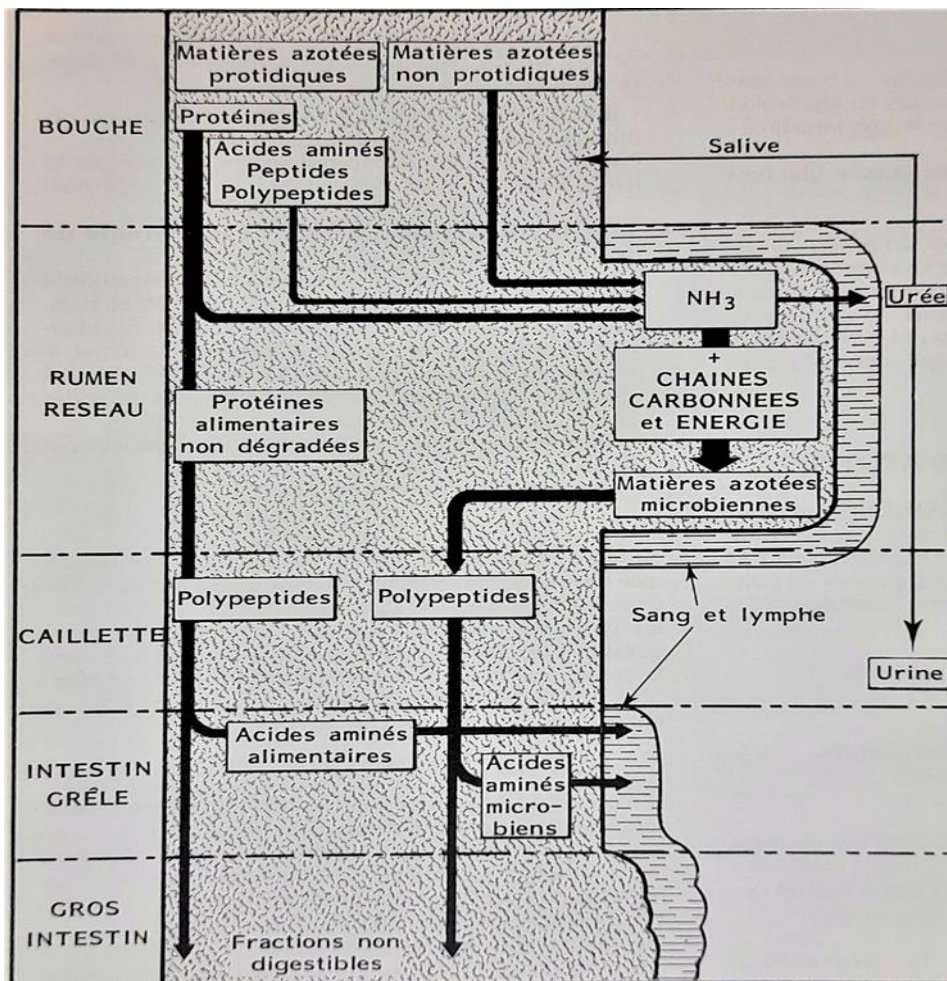 Matières azotées
protidiques
Matières azotées
non protidiques
BOUCHE
Protéines
Acides aminés
Peptides
Polypeptides
Salive
RUMEN
RESEAU
NH3
Urée
+
CHAINES
CARBONNEES
et ENERGIE
Protéines
alimentaires
non dégradées
Matières azotées
microbiennes
CAILLETTE
Polypeptides
Polypeptides
Sang et lymphe
Urine
INTESTIN
GRÊLE
Acides aminés
alimentaires
Acides
aminés
micro-
biens
GROS
INTESTIN
Fractions non
digestibles